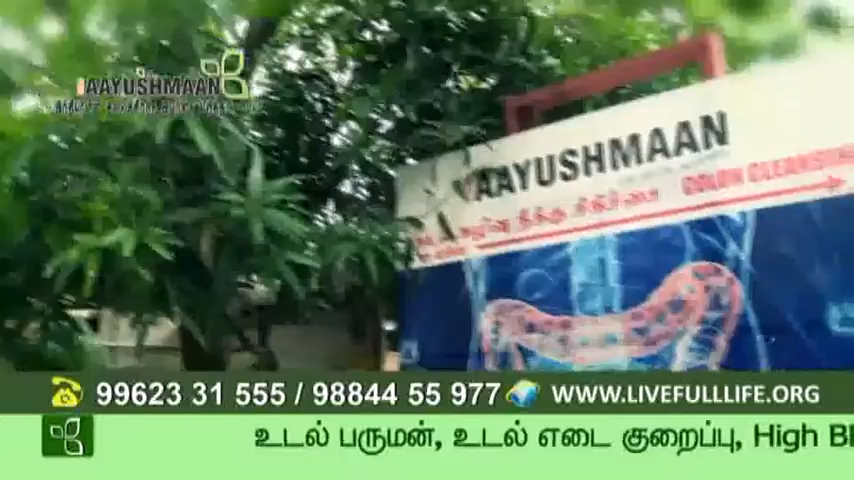 AAYUSHMAAN
AAYUSHMAAN
COLON CLEANSING
99623 31 555 / 98844 55 977 WWW.LIVEFULLLIFE.ORG
உடல் பருமன், உடல் எடை குறைப்பு, High Bl